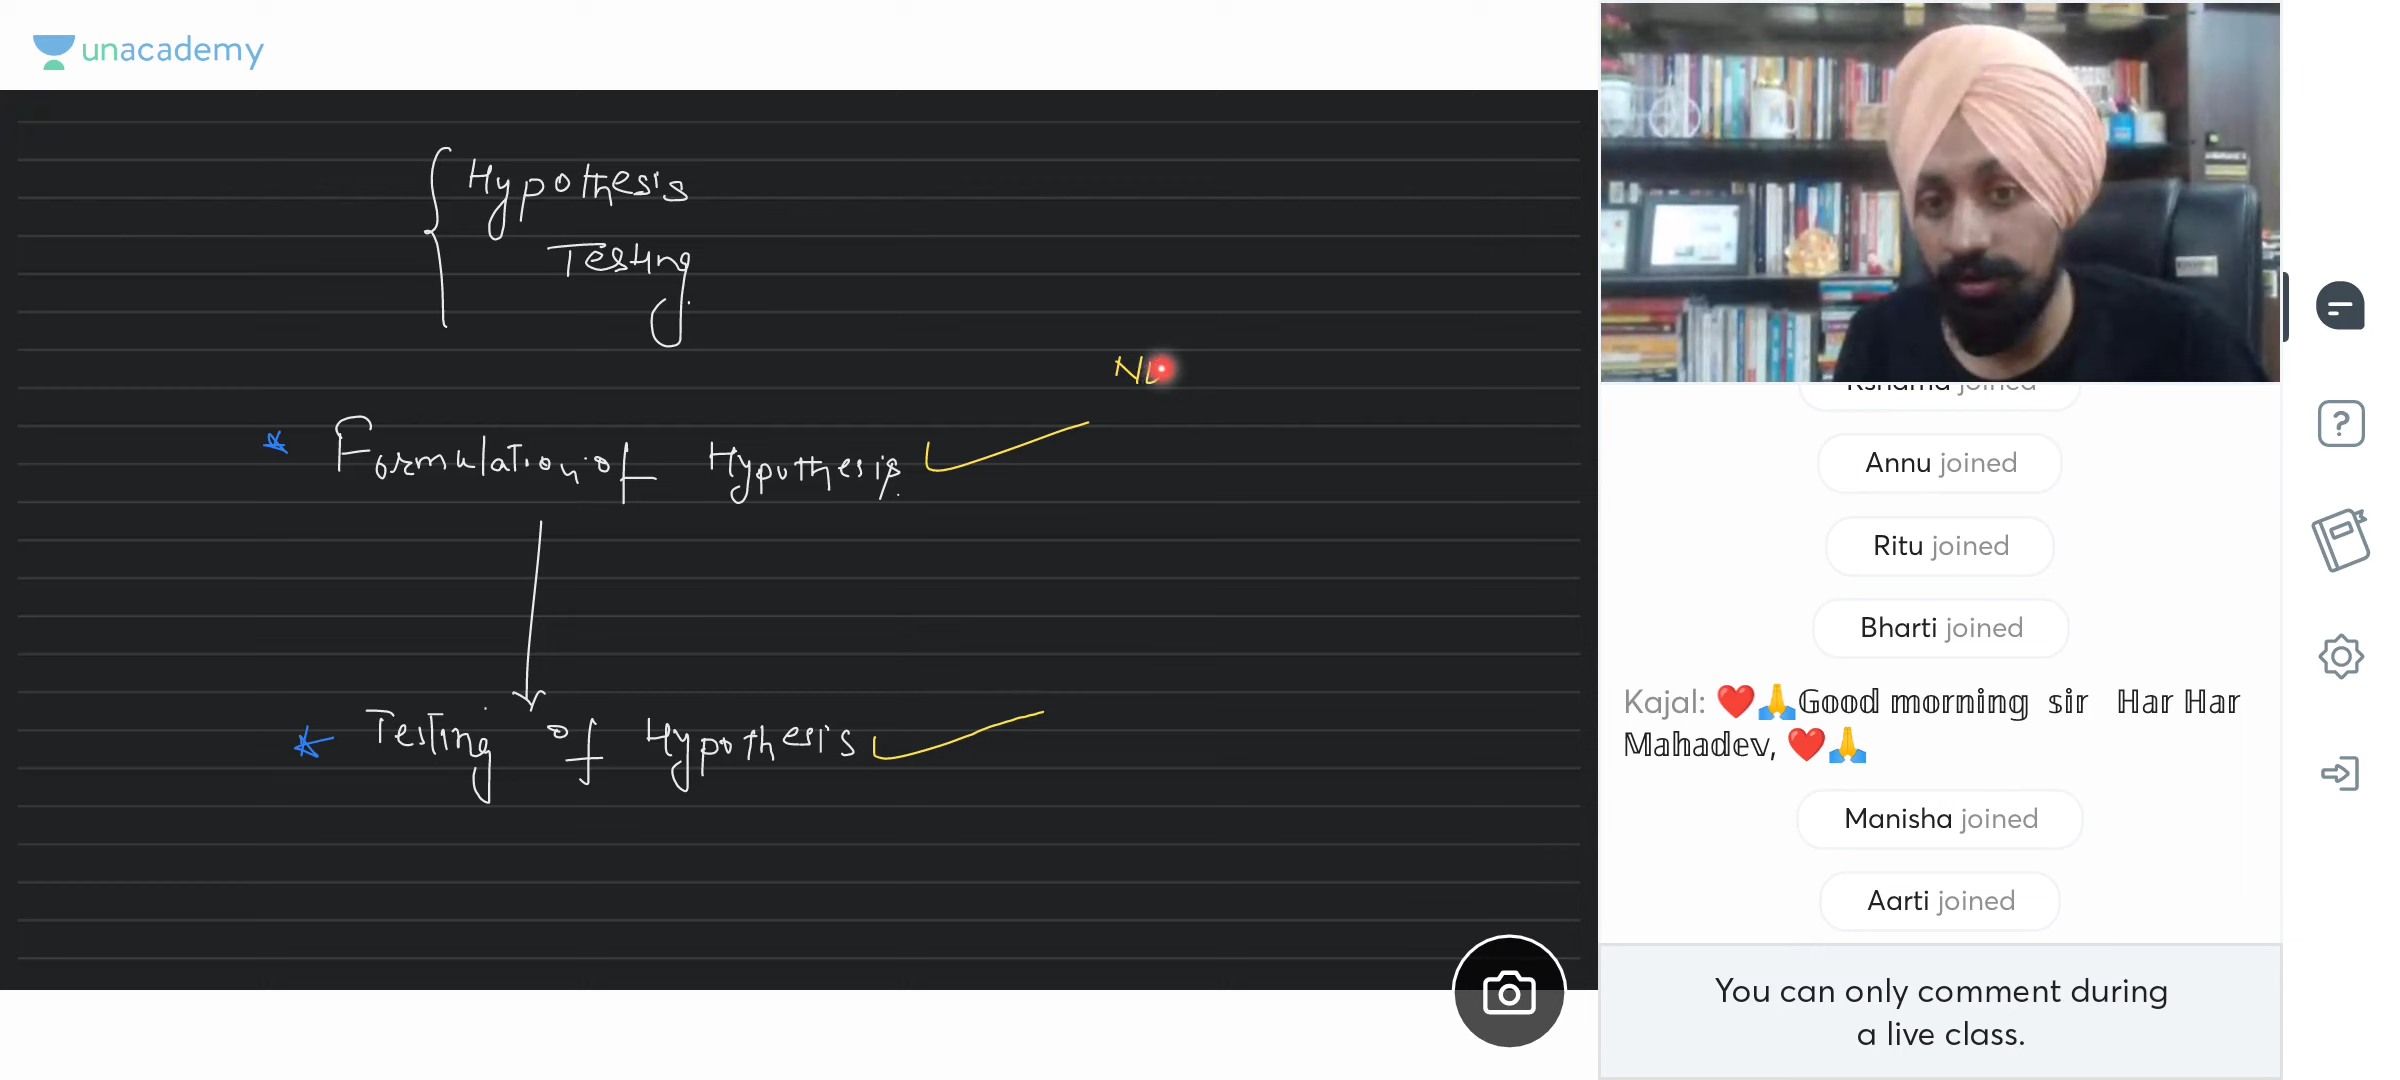 unacademy
Hypothesis
Testing
Formulation of Hypothesis
Testing of Hypothesis
joined
Annu joined
Ritu joined
Bharti joined
Kajal: ❤️🙏𝔾𝕠𝕠𝕕 𝕞𝕠𝕣𝕟𝕚𝕟𝕘 𝕤𝕚𝕣 ℍ𝕒𝕣 ℍ𝕒𝕣
𝕄𝕒𝕙𝕒𝕕𝕖𝕧, ❤️🙏
Manisha joined
Aarti joined
You can only comment during
a live class.